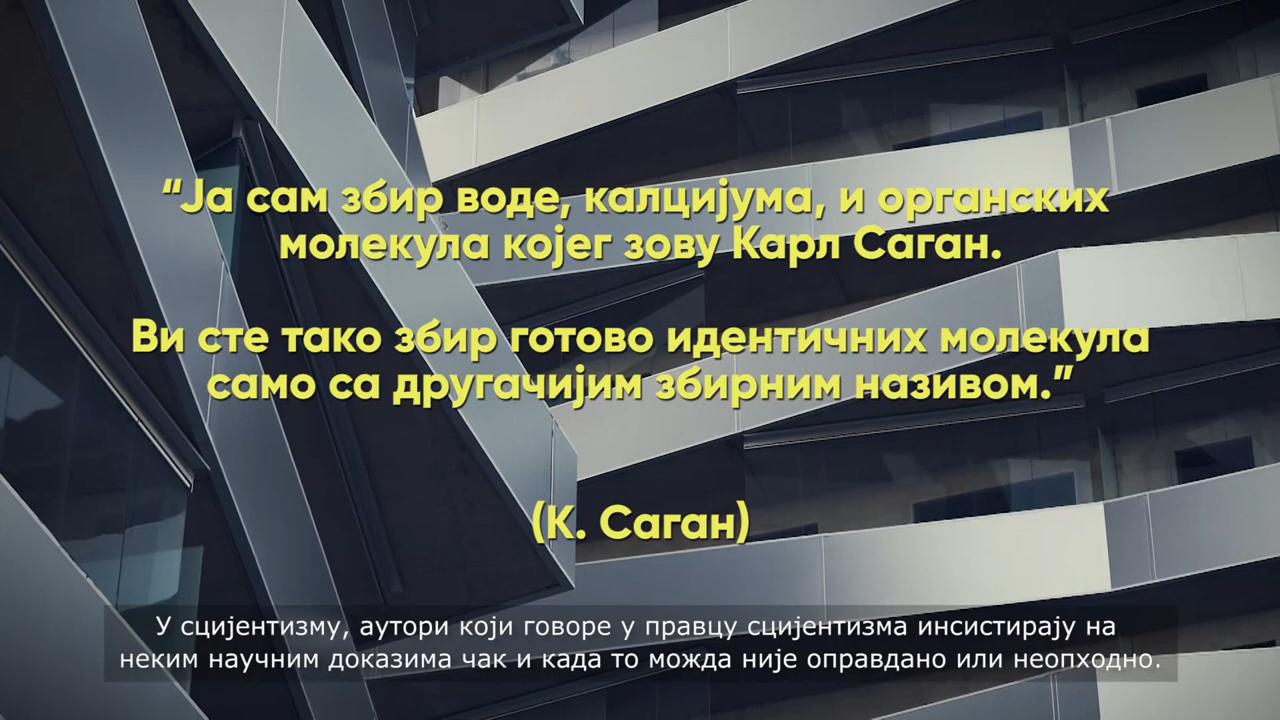 “Ја сам збир воде, калцијума, и органских
молекула којег зову Карл Саган.
Ви сте тако збир готово идентичних молекула
само са другачијим збирним називом.”
(К. Саган)
У сцијентизму, аутори који говоре у правцу сцијентизма инсистирају на
неким научним доказима чак и када то можда није оправдано или неопходно.